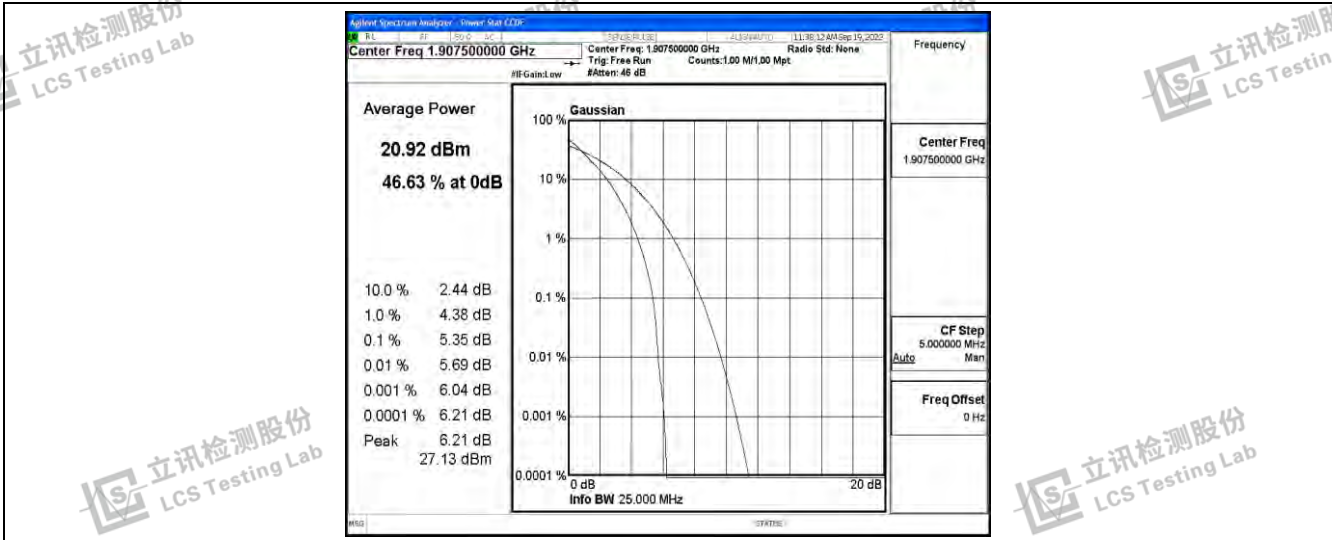 Agilent Spectrum Analyzer - Power Stat CCDF
RL RF 50 Ω AC SENSE:PULSE ALIGNAUTO 11:38:12 AM Sep 19, 2023
Center Freq 1.907500000 GHz
Center Freq: 1.907500000 GHz Radio Std: None
Trig: Free Run Counts:1.00 M/1.00 Mpt
#IFGain:Low #Atten: 46 dB
Frequency
Average Power
20.92 dBm
46.63 % at 0dB
10.0 % 2.44 dB
1.0 % 4.38 dB
0.1 % 5.35 dB
0.01 % 5.69 dB
0.001 % 6.04 dB
0.0001 % 6.21 dB
Peak 6.21 dB
27.13 dBm
Gaussian
100 %
10 %
1 %
0.1 %
0.01 %
0.001 %
0.0001 %
0 dB 20 dB
Info BW 25.000 MHz
Center Freq
1.907500000 GHz
CF Step
5.000000 MHz
Auto Man
Freq Offset
0 Hz
MSG STATUS
立讯检测股份
LCS Testing Lab
立讯检测股
LCS Testin
立讯检测股份
LCS Testing Lab
立讯检测股份
LCS Testing Lab